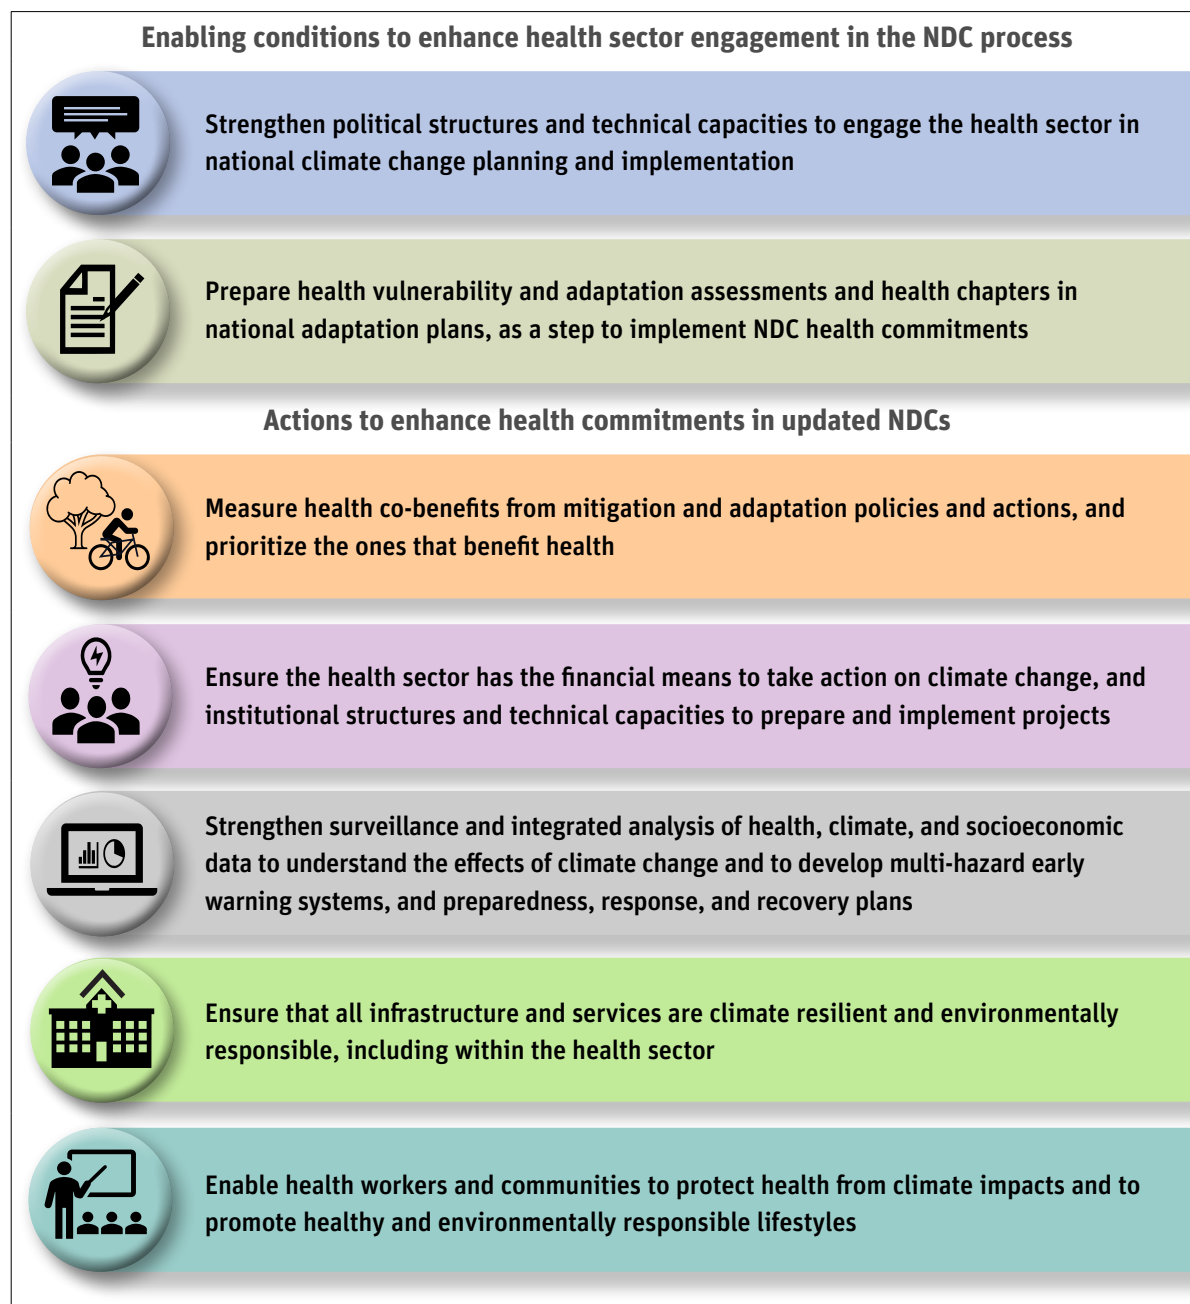 Enabling conditions to enhance health sector engagement in the NDC process
Strengthen political structures and technical capacities to engage the health sector in
national climate change planning and implementation
Prepare health vulnerability and adaptation assessments and health chapters in
national adaptation plans, as a step to implement NDC health commitments
Actions to enhance health commitments in updated NDCs
Measure health co-benefits from mitigation and adaptation policies and actions, and
prioritize the ones that benefit health
Ensure the health sector has the financial means to take action on climate change, and
institutional structures and technical capacities to prepare and implement projects
Strengthen surveillance and integrated analysis of health, climate, and socioeconomic
data to understand the effects of climate change and to develop multi-hazard early
warning systems, and preparedness, response, and recovery plans
Ensure that all infrastructure and services are climate resilient and environmentally
responsible, including within the health sector
Enable health workers and communities to protect health from climate impacts and to
promote healthy and environmentally responsible lifestyles